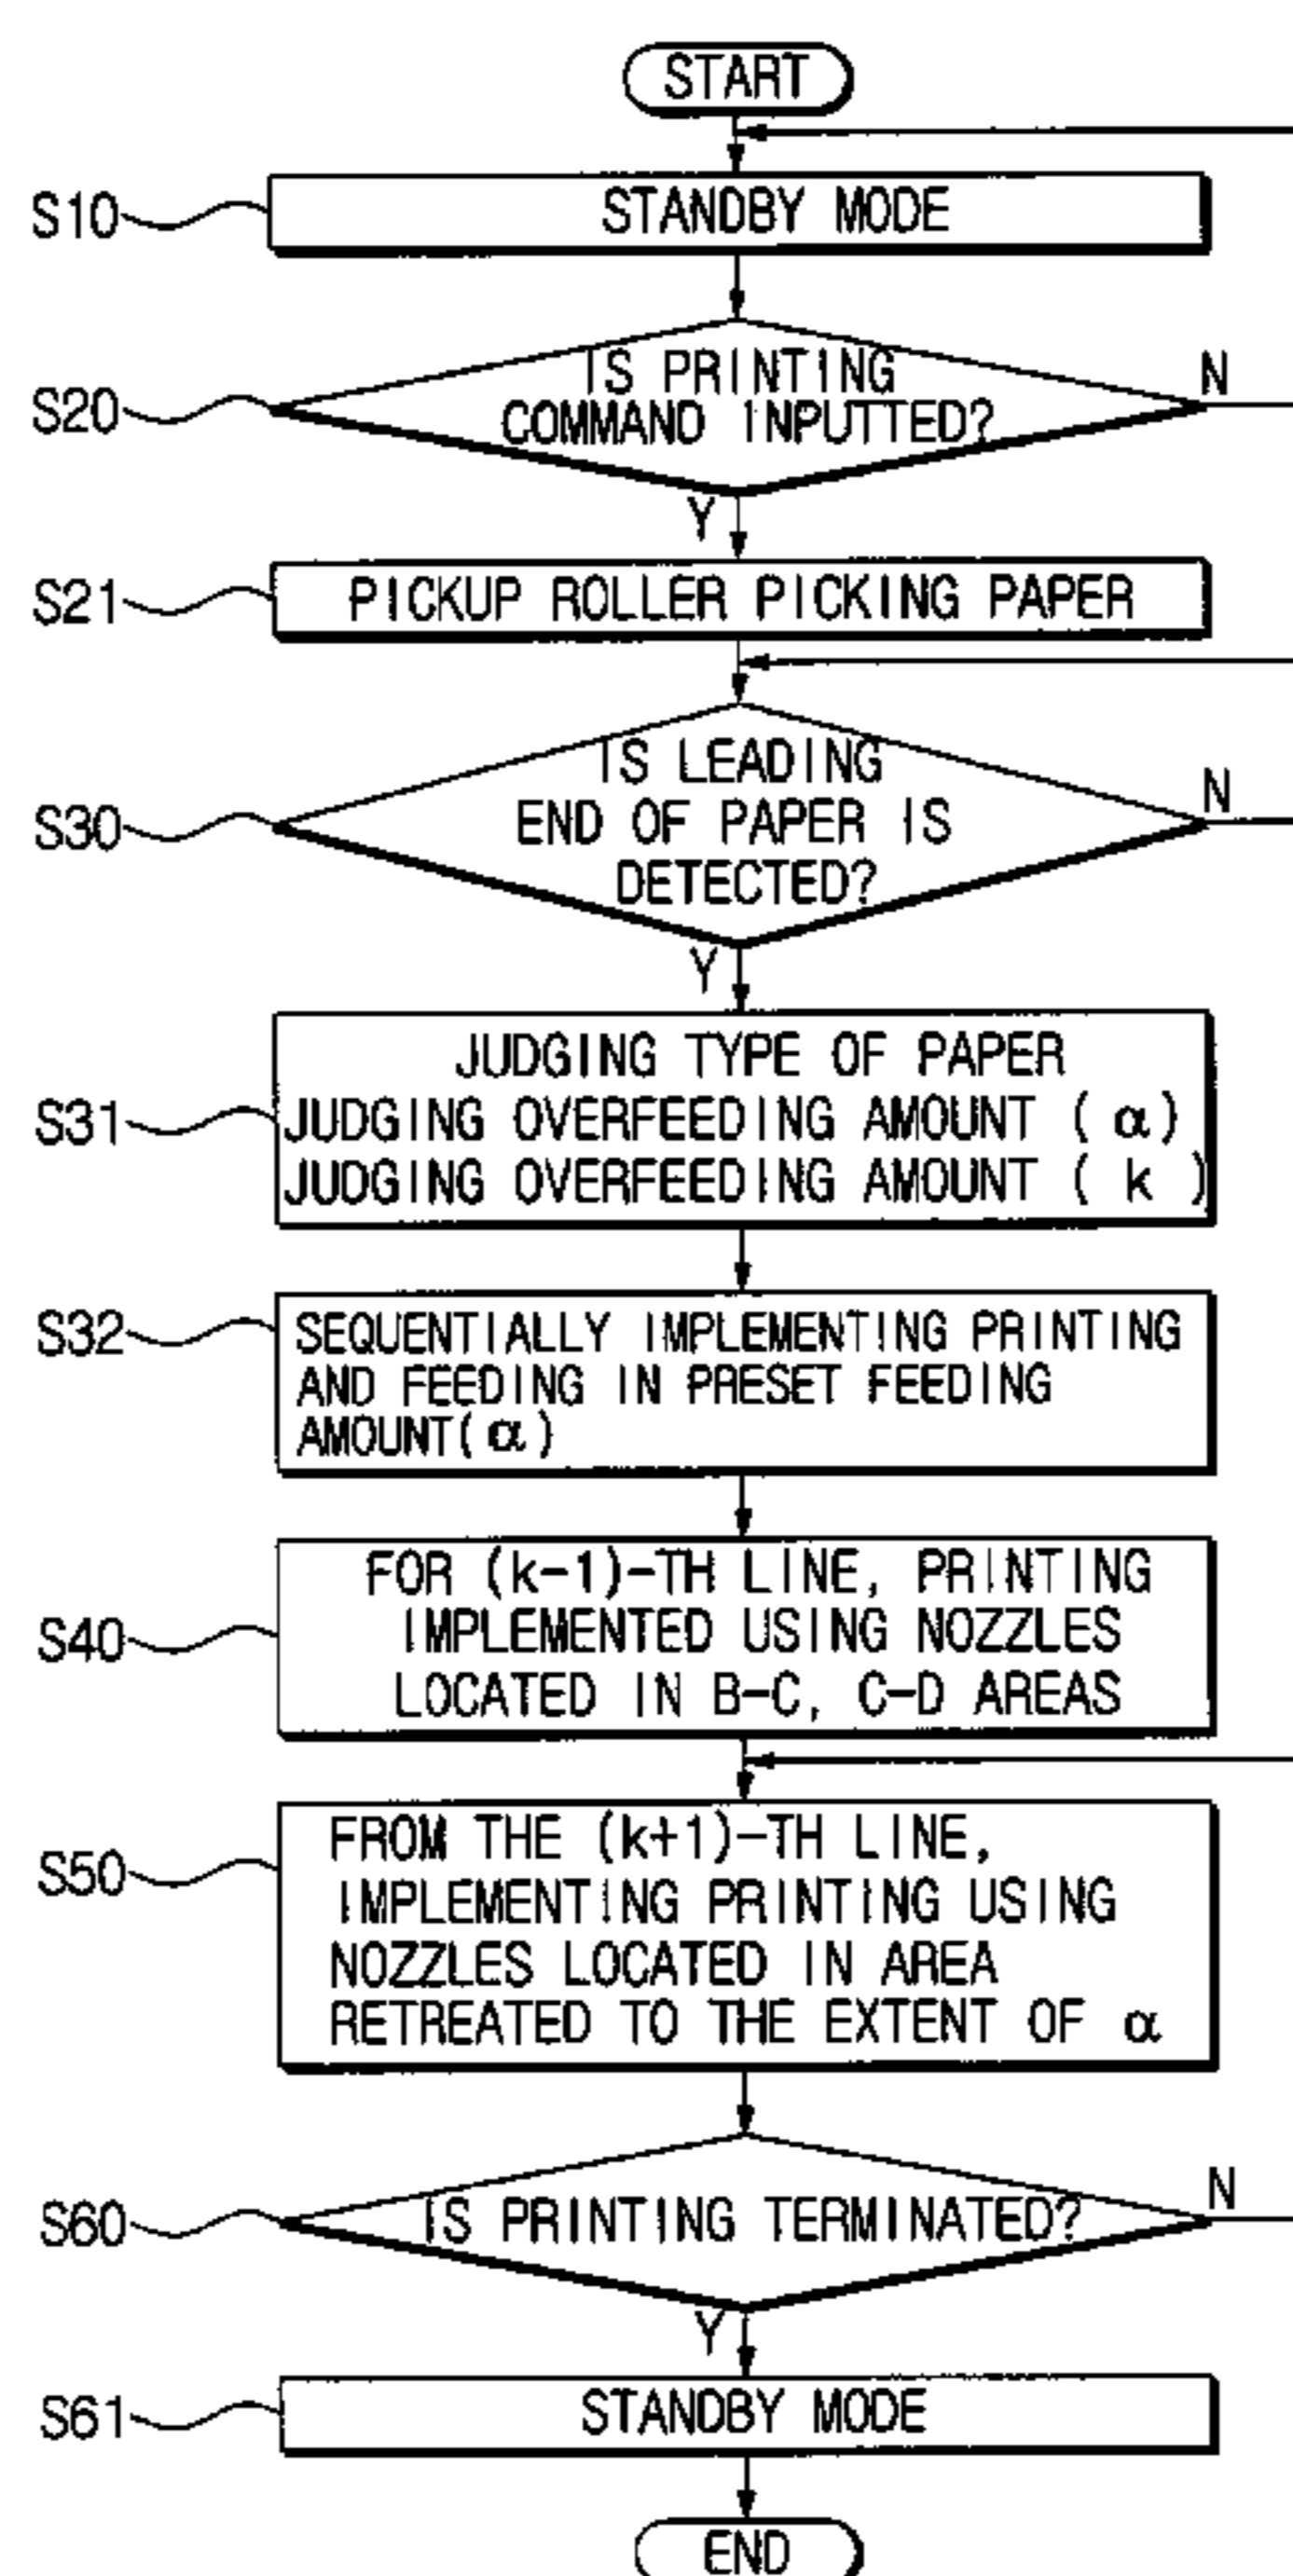 START
S10
STANDBY MODE
S20
IS PRINTING
COMMAND INPUTTED?
N
Y
S21
PICKUP ROLLER PICKING PAPER
S30
IS LEADING
END OF PAPER IS
DETECTED?
N
Y
S31
JUDGING TYPE OF PAPER
JUDGING OVERFEEDING AMOUNT ( α )
JUDGING OVERFEEDING AMOUNT ( k )
S32
SEQUENTIALLY IMPLEMENTING PRINTING
AND FEEDING IN PRESET FEEDING
AMOUNT( α )
S40
FOR (k-1)-TH LINE, PRINTING
IMPLEMENTED USING NOZZLES
LOCATED IN B-C, C-D AREAS
S50
FROM THE (k+1)-TH LINE,
IMPLEMENTING PRINTING USING
NOZZLES LOCATED IN AREA
RETREATED TO THE EXTENT OF α
S60
IS PRINTING TERMINATED?
N
Y
S61
STANDBY MODE
END